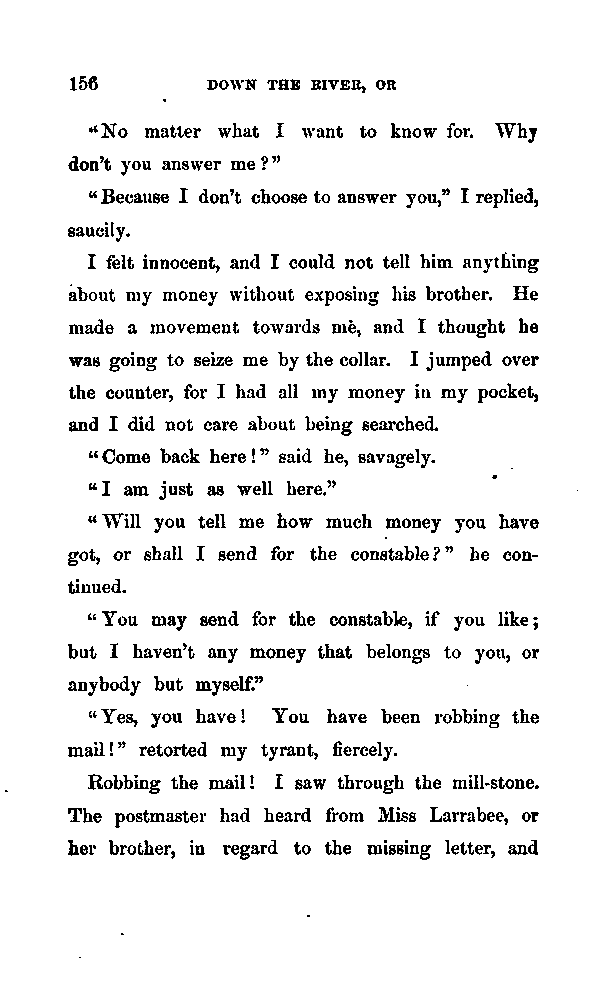 156 DOWN THE RIVER, OR
"No matter what I want to know for. Why
don't you answer me?"
"Because I don't choose to answer you," I replied,
saucily.
I felt innocent, and I could not tell him anything
about my money without exposing his brother. He
made a movement towards me, and I thought he
was going to seize me by the collar. I jumped over
the counter, for I had all my money in my pocket,
and I did not care about being searched.
"Come back here!" said he, savagely.
"I am just as well here."
"Will you tell me how much money you have
got, or shall I send for the constable?" he con-
tinued.
"You may send for the constable, if you like;
but I haven't any money that belongs to you, or
anybody but myself."
"Yes, you have! You have been robbing the
mail!" retorted my tyrant, fiercely.
Robbing the mail! I saw through the mill-stone.
The postmaster had heard from Miss Larrabee, or
her brother, in regard to the missing letter, and